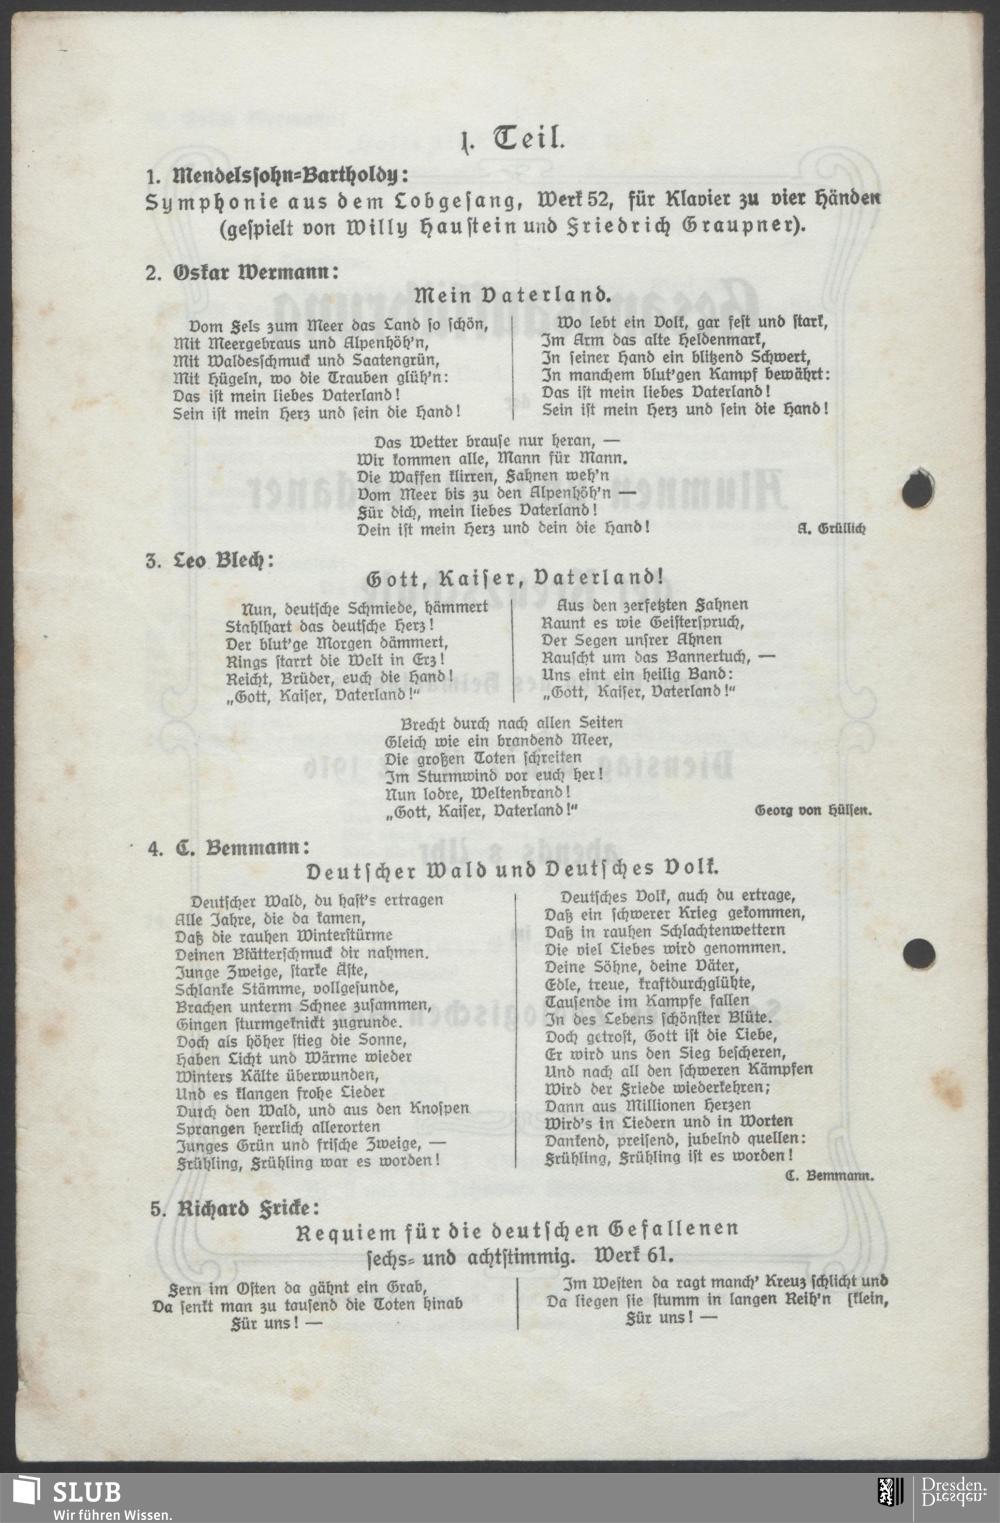 1. Teil.
1. Mendelssohn-Bartholdy:
Symphonie aus dem Lobgesang, Werk 52, für Klavier zu vier Händen
(gespielt von Willy Haustein und Friedrich Graupner).
2. Oskar Wermann:
Mein Vaterland.
Vom Fels zum Meer das Land so schön,
Mit Meergebraus und Alpenhöh'n,
Mit Waldesschmuck und Saatengrün,
Mit Hügeln, wo die Trauben glüh'n:
Das ist mein liebes Vaterland!
Sein ist mein Herz und sein die Hand!
Wo lebt ein Volk, gar fest und stark,
Im Arm das alte Heldenmark,
In seiner Hand ein blitzend Schwert,
In manchem blut'gen Kampf bewährt:
Das ist mein liebes Vaterland!
Sein ist mein Herz und sein die Hand!
Das Wetter brause nur heran, —
Wir kommen alle, Mann für Mann.
Die Waffen klirren, Fahnen weh'n
Vom Meer bis zu den Alpenhöh'n —
Für dich, mein liebes Vaterland!
Dein ist mein Herz und dein die Hand!
A. Grüllich
3. Leo Blech:
Gott, Kaiser, Vaterland!
Nun, deutsche Schmiede, hämmert
Stahlhart das deutsche Herz!
Der blut'ge Morgen dämmert,
Rings starrt die Welt in Erz!
Reicht, Brüder, euch die Hand!
„Gott, Kaiser, Vaterland!“
Aus den zerfetzten Fahnen
Raunt es wie Geisterspruch,
Der Segen unsrer Ahnen
Rauscht um das Bannertuch, —
Uns eint ein heilig Band:
„Gott, Kaiser, Vaterland!“
Brecht durch nach allen Seiten
Gleich wie ein brandend Meer,
Die großen Toten schreiten
Im Sturmwind vor euch her!
Nun lodre, Weltenbrand!
„Gott, Kaiser, Vaterland!“
Georg von Hülsen.
4. C. Bemmann:
Deutscher Wald und Deutsches Volk.
Deutscher Wald, du hast's ertragen
Alle Jahre, die da kamen,
Daß die rauhen Winterstürme
Deinen Blätterschmuck dir nahmen.
Junge Zweige, starke Äste,
Schlanke Stämme, vollgesunde,
Brachen unterm Schnee zusammen,
Gingen sturmgeknickt zugrunde.
Doch als höher stieg die Sonne,
Haben Licht und Wärme wieder
Winters Kälte überwunden,
Und es klangen frohe Lieder
Durch den Wald, und aus den Knospen
Sprangen herrlich allerorten
Junges Grün und frische Zweige, —
Frühling, Frühling war es worden!
Deutsches Volk, auch du ertrage,
Daß ein schwerer Krieg gekommen,
Daß in rauhen Schlachtenwettern
Die viel Liebes wird genommen.
Deine Söhne, deine Väter,
Edle, treue, kraftdurchglühte,
Tausende im Kampfe fallen
In des Lebens schönster Blüte.
Doch getrost, Gott ist die Liebe,
Er wird uns den Sieg bescheren,
Und nach all den schweren Kämpfen
Wird der Friede wiederkehren;
Dann aus Millionen Herzen
Wird's in Liedern und in Worten
Dankend, preisend, jubelnd quellen:
Frühling, Frühling ist es worden!
C. Bemmann.
5. Richard Fricke:
Requiem für die deutschen Gefallenen
sechs- und achtstimmig. Werk 61.
Fern im Osten da gähnt ein Grab,
Da senkt man zu tausend die Toten hinab
Für uns! —
Im Westen da ragt manch' Kreuz schlicht und
Da liegen sie stumm in langen Reih'n [klein,
Für uns! —
SLUB
Wir führen Wissen.
Dresden.
Dresden.